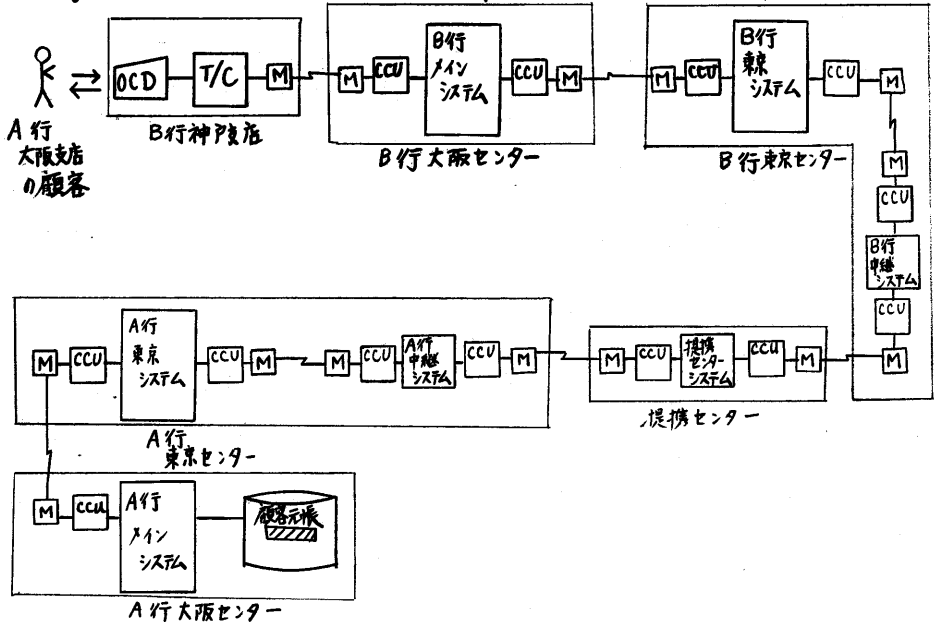 A行
大阪支店
の顧客
OCD
T/C
M
B行神戸支店
M
CCU
B行
メイン
システム
CCU
M
B行大阪センター
M
CCU
B行
東京
システム
CCU
M
B行東京センター
M
CCU
B行
中継
システム
CCU
M
M
CCU
提携
センター
システム
CCU
M
提携センター
M
CCU
A行
東京
システム
CCU
M
M
CCU
A行
中継
システム
CCU
M
A行
東京センター
M
CCU
A行
メイン
システム
顧客元帳
A行大阪センター